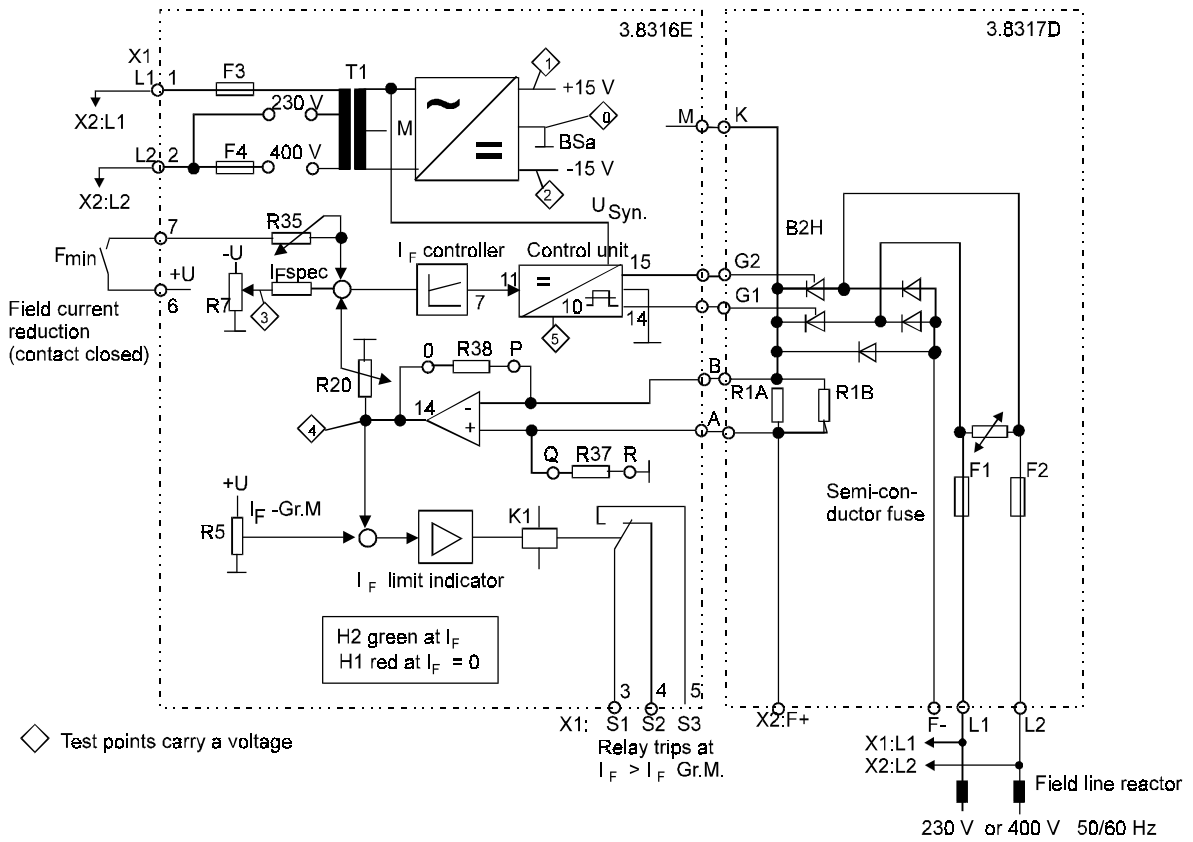 3.8316E
3.8317D
X1
L1 1
F3
T1
1
+15 V
X2:L1
230 V
~
M
0
M
K
=
BSa
L2 2
F4
400 V
-15 V
2
X2:L2
U Syn.
7
R35
B2H
Fmin
-U
I F controller
Control unit
15
G2
+U
IFspec
11
=
6
R7
7
10
G1
3
14
5
Field current
reduction
(contact closed)
0 R38 P
B
R20
R1A
R1B
14
-
A
4
+
Q R37 R
F1
F2
+U
Semi-con-
ductor fuse
IF -Gr.M
K1
R5
I F limit indicator
H2 green at IF
H1 red at IF = 0
3 4 5
X1: S1 S2 S3
X2:F+
F- L1 L2
Test points carry a voltage
Relay trips at
I F > I F Gr.M.
X1:L1
X2:L2
Field line reactor
230 V or 400 V 50/60 Hz